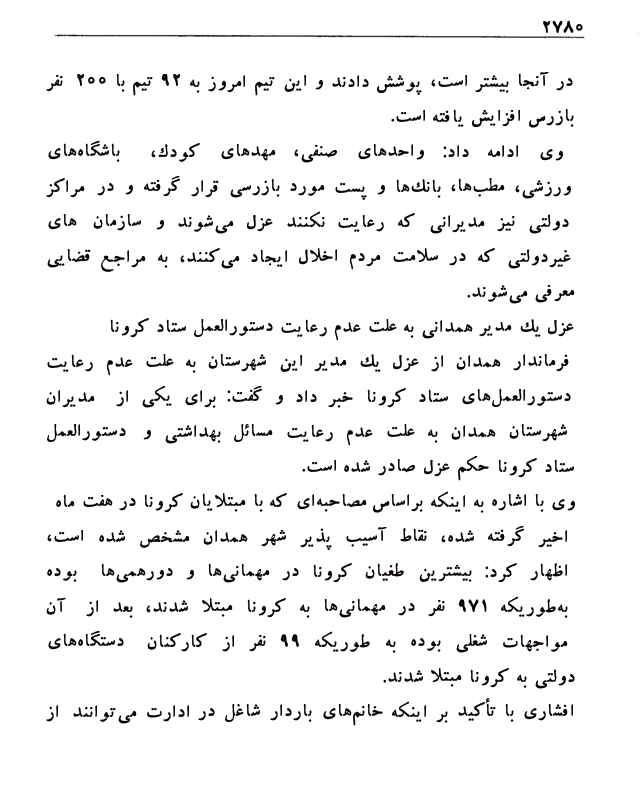 ۲۷۸۰
در آنجا بیشتر است، پوشش دادند و این تیم امروز به ۹۲ تیم با ۲۰۰ نفر
بازرس افزایش یافته است.
وی ادامه داد: واحدهای صنفی، مهدهای کودك، باشگاه‌های
ورزشی، مطب‌ها، بانك‌ها و پست مورد بازرسی قرار گرفته و در مراکز
دولتی نیز مدیرانی که رعایت نکنند عزل می‌شوند و سازمان های
غیردولتی که در سلامت مردم اخلال ایجاد می‌کنند، به مراجع قضایی
معرفی می‌شوند.
عزل یك مدیر همدانی به علت عدم رعایت دستورالعمل ستاد کرونا
فرماندار همدان از عزل یك مدیر این شهرستان به علت عدم رعایت
دستورالعمل‌های ستاد کرونا خبر داد و گفت: برای یکی از مدیران
شهرستان همدان به علت عدم رعایت مسائل بهداشتی و دستورالعمل
ستاد کرونا حکم عزل صادر شده است.
وی با اشاره به اینکه براساس مصاحبه‌ای که با مبتلایان کرونا در هفت ماه
اخیر گرفته شده، نقاط آسیب پذیر شهر همدان مشخص شده است،
اظهار کرد: بیشترین طغیان کرونا در مهمانی‌ها و دورهمی‌ها بوده
به‌طوریکه ۹۷۱ نفر در مهمانی‌ها به کرونا مبتلا شدند، بعد از آن
مواجهات شغلی بوده به طوریکه ۹۹ نفر از کارکنان دستگاه‌های
دولتی به کرونا مبتلا شدند.
افشاری با تأکید بر اینکه خانم‌های باردار شاغل در ادارت می‌توانند از